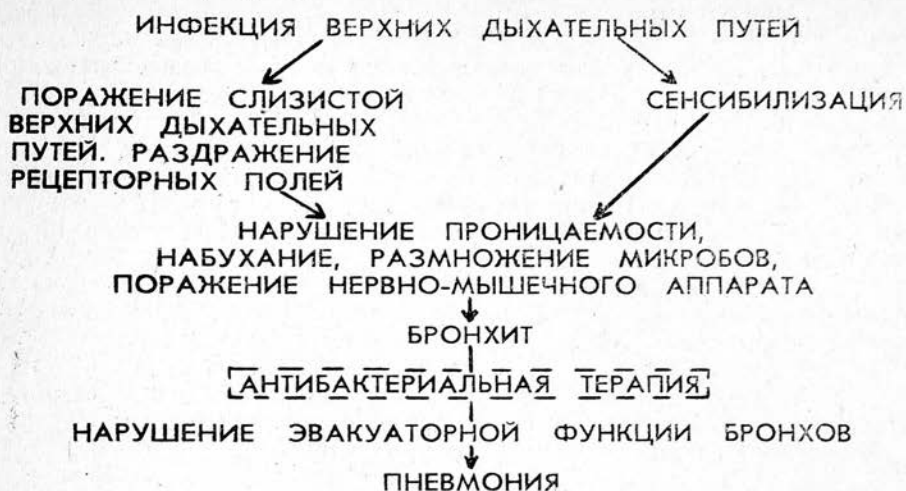 ИНФЕКЦИЯ ВЕРХНИХ ДЫХАТЕЛЬНЫХ ПУТЕЙ
ПОРАЖЕНИЕ СЛИЗИСТОЙ
ВЕРХНИХ ДЫХАТЕЛЬНЫХ
ПУТЕЙ. РАЗДРАЖЕНИЕ
РЕЦЕПТОРНЫХ ПОЛЕЙ
СЕНСИБИЛИЗАЦИЯ
НАРУШЕНИЕ ПРОНИЦАЕМОСТИ,
НАБУХАНИЕ, РАЗМНОЖЕНИЕ МИКРОБОВ,
ПОРАЖЕНИЕ НЕРВНО-МЫШЕЧНОГО АППАРАТА
БРОНХИТ
АНТИБАКТЕРИАЛЬНАЯ ТЕРАПИЯ
НАРУШЕНИЕ ЭВАКУАТОРНОЙ ФУНКЦИИ БРОНХОВ
ПНЕВМОНИЯ